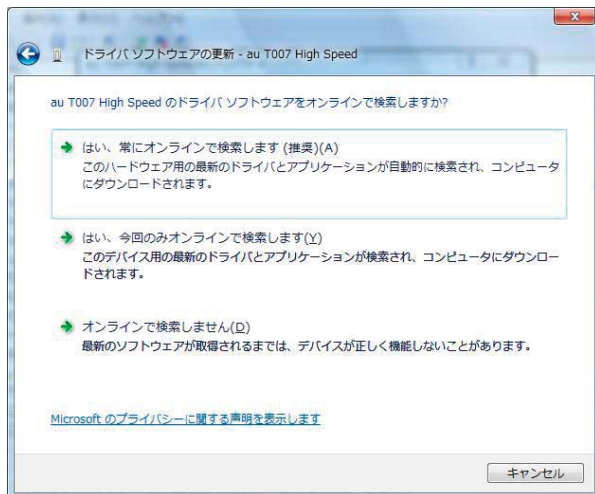 ドライバ ソフトウェアの更新 - au T007 High Speed
au T007 High Speed のドライバ ソフトウェアをオンラインで検索しますか?
はい、常にオンラインで検索します (推奨)(A)
このハードウェア用の最新のドライバとアプリケーションが自動的に検索され、コンピュータ
にダウンロードされます。
はい、今回のみオンラインで検索します(Y)
このデバイス用の最新のドライバとアプリケーションが検索され、コンピュータにダウンロー
ドされます。
オンラインで検索しません(D)
最新のソフトウェアが取得されるまでは、デバイスが正しく機能しないことがあります。
Microsoft のプライバシーに関する声明を表示します
キャンセル